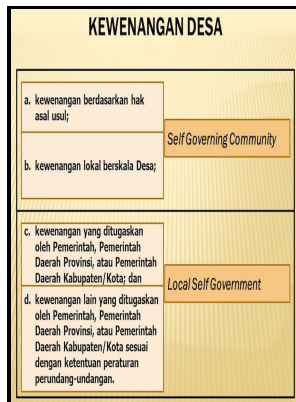 KEWENANGAN DESA
a. kewenangan berdasarkan hak
asal usul;
Self Governing Community
b. kewenangan lokal berskala Desa;
c. kewenangan yang ditugaskan
oleh Pemerintah, Pemerintah
Daerah Provinsi, atau Pemerintah
Daerah Kabupaten/Kota; dan
Local Self Government
d. kewenangan lain yang ditugaskan
oleh Pemerintah, Pemerintah
Daerah Provinsi, atau Pemerintah
Daerah Kabupaten/Kota sesuai
dengan ketentuan peraturan
perundang-undangan.